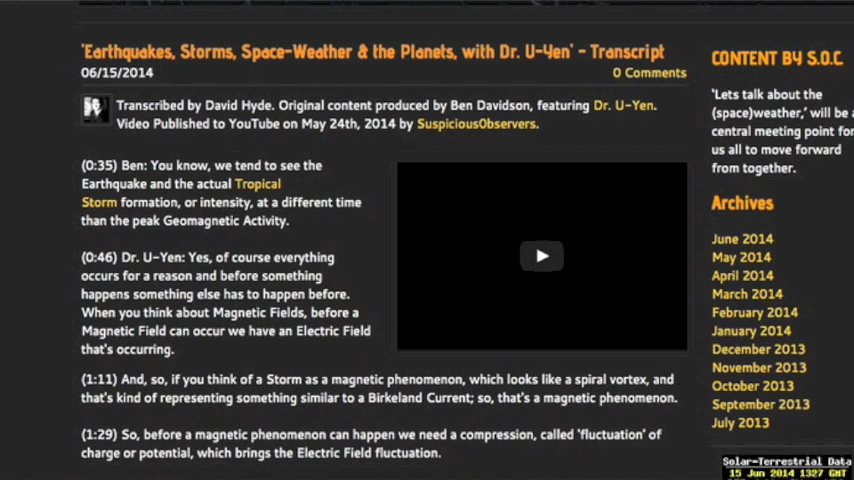 'Earthquakes, Storms, Space-Weather & the Planets, with Dr. U-Yen' - Transcript
06/15/2014
0 Comments
Transcribed by David Hyde. Original content produced by Ben Davidson, featuring Dr. U-Yen.
Video Published to YouTube on May 24th, 2014 by SuspiciousObservers.
(0:35) Ben: You know, we tend to see the
Earthquake and the actual Tropical
Storm formation, or intensity, at a different time
than the peak Geomagnetic Activity.
(0:46) Dr. U-Yen: Yes, of course everything
occurs for a reason and before something
happens something else has to happen before.
When you think about Magnetic Fields, before a
Magnetic Field can occur we have an Electric Field
that's occurring.
(1:11) And, so, if you think of a Storm as a magnetic phenomenon, which looks like a spiral vortex, and
that's kind of representing something similar to a Birkeland Current; so, that's a magnetic phenomenon.
(1:29) So, before a magnetic phenomenon can happen we need a compression, called 'fluctuation' of
charge or potential, which brings the Electric Field fluctuation.
CONTENT BY S.O.C.
'Lets talk about the
(space)weather,' will be a
central meeting point for
us all to move forward
from together.
Archives
June 2014
May 2014
April 2014
March 2014
February 2014
January 2014
December 2013
November 2013
October 2013
September 2013
July 2013
Solar-Terrestrial Data
15 Jun 2014 1327 GMT